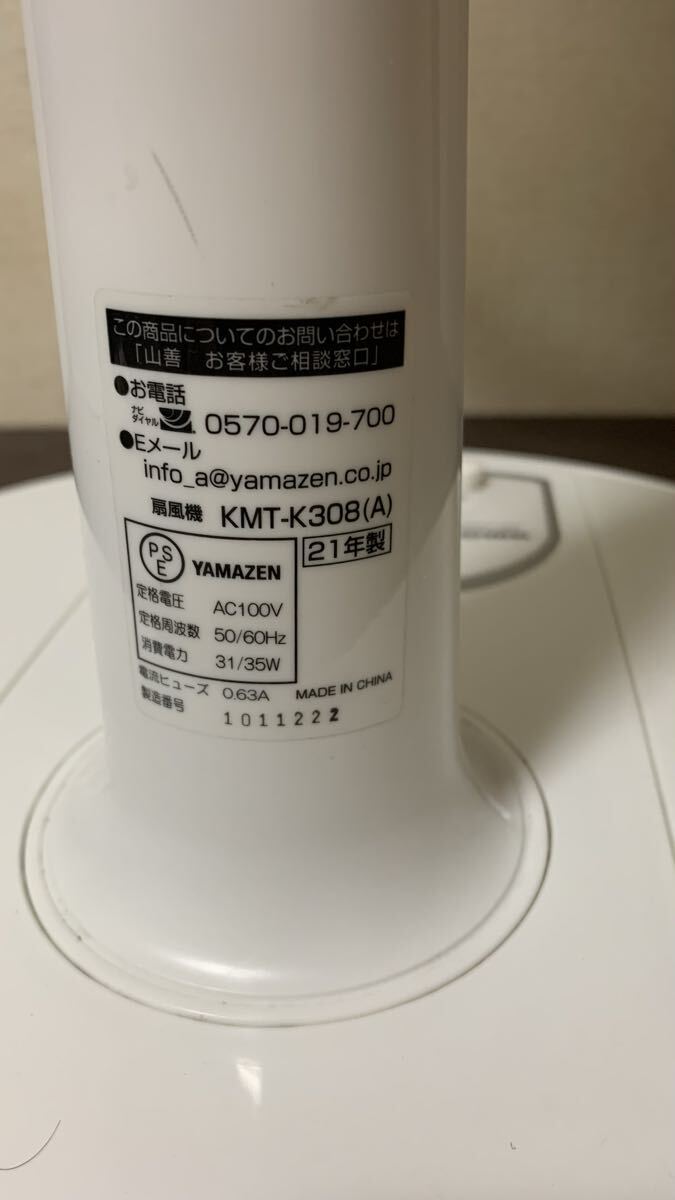 この商品についてのお問い合わせは
「山善　お客様ご相談窓口」
●お電話
ナビダイヤル 0570-019-700
●Eメール
info_a@yamazen.co.jp
扇風機 KMT-K308(A)
PSE YAMAZEN 21年製
定格電圧 AC100V
定格周波数 50/60Hz
消費電力 31/35W
電流ヒューズ 0.63A MADE IN CHINA
製造番号 1011222